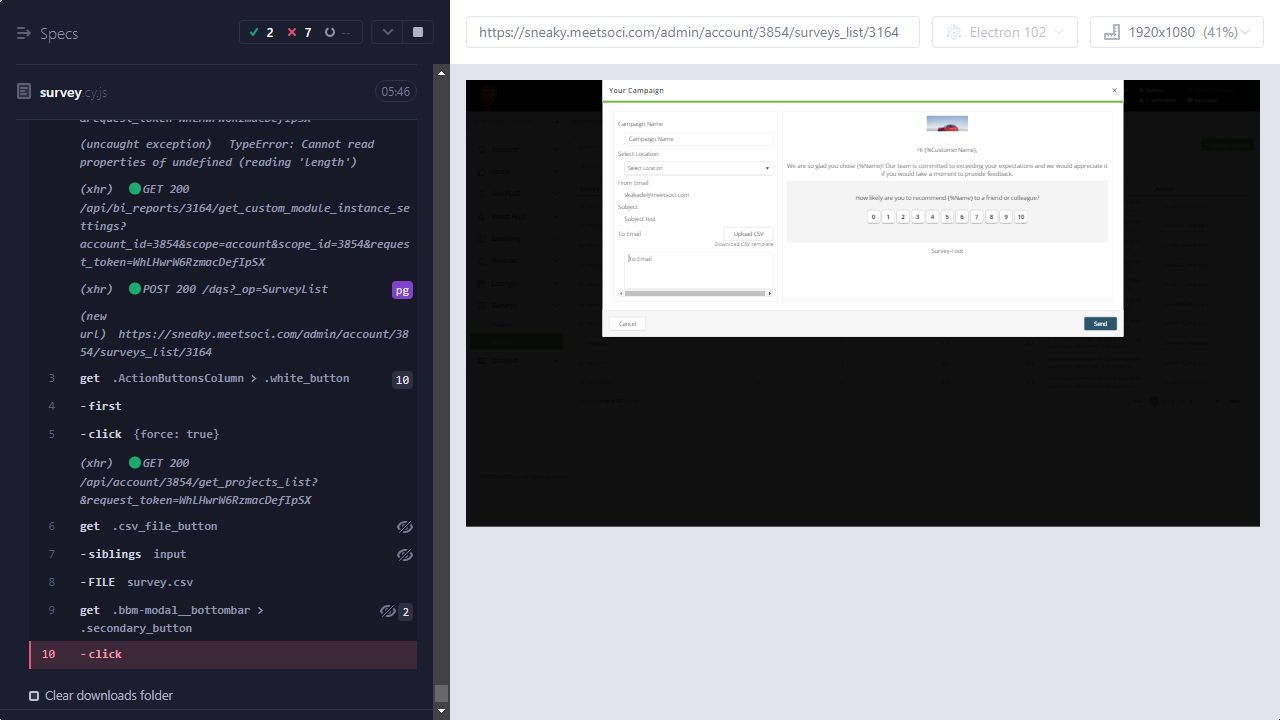 Specs
2
7
--
survey cy.js
05:46
&request_token=WhLHwrW6RzmacDefIpSX
(uncaught exception) TypeError: Cannot read
properties of undefined (reading 'length')
(xhr) GET 200
/api/bi_reports/3164/get_custom_module_instance_se
ttings?
account_id=3854&scope=account&scope_id=3854&reques
t_token=WhLHwrW6RzmacDefIpSX
(xhr) POST 200 /dqs?_op=SurveyList
pg
(new
url) https://sneaky.meetsoci.com/admin/account/38
54/surveys_list/3164
3 get .ActionButtonsColumn > .white_button 10
4 -first
5 -click {force: true}
(xhr) GET 200
/api/account/3854/get_projects_list?
&request_token=WhLHwrW6RzmacDefIpSX
6 get .csv_file_button
7 -siblings input
8 -FILE survey.csv
9 get .bbm-modal__bottombar > 2
.secondary_button
10 -click
Clear downloads folder
https://sneaky.meetsoci.com/admin/account/3854/surveys_list/3164
Electron 102
1920x1080 (41%)
Your Campaign
×
Campaign Name
Campaign Name
Select Location
Select Location
From Email
skakade@meetsoci.com
Subject
Subject test
To Email
Upload CSV
Download CSV template
To Email
Hi {%CustomerName},
We are so glad you chose {%Name}! Our team is committed to exceeding your expectations and we would appreciate it
if you would take a moment to provide feedback.
How likely are you to recommend {%Name} to a friend or colleague?
0 1 2 3 4 5 6 7 8 9 10
Survey-Foot
Cancel
Send